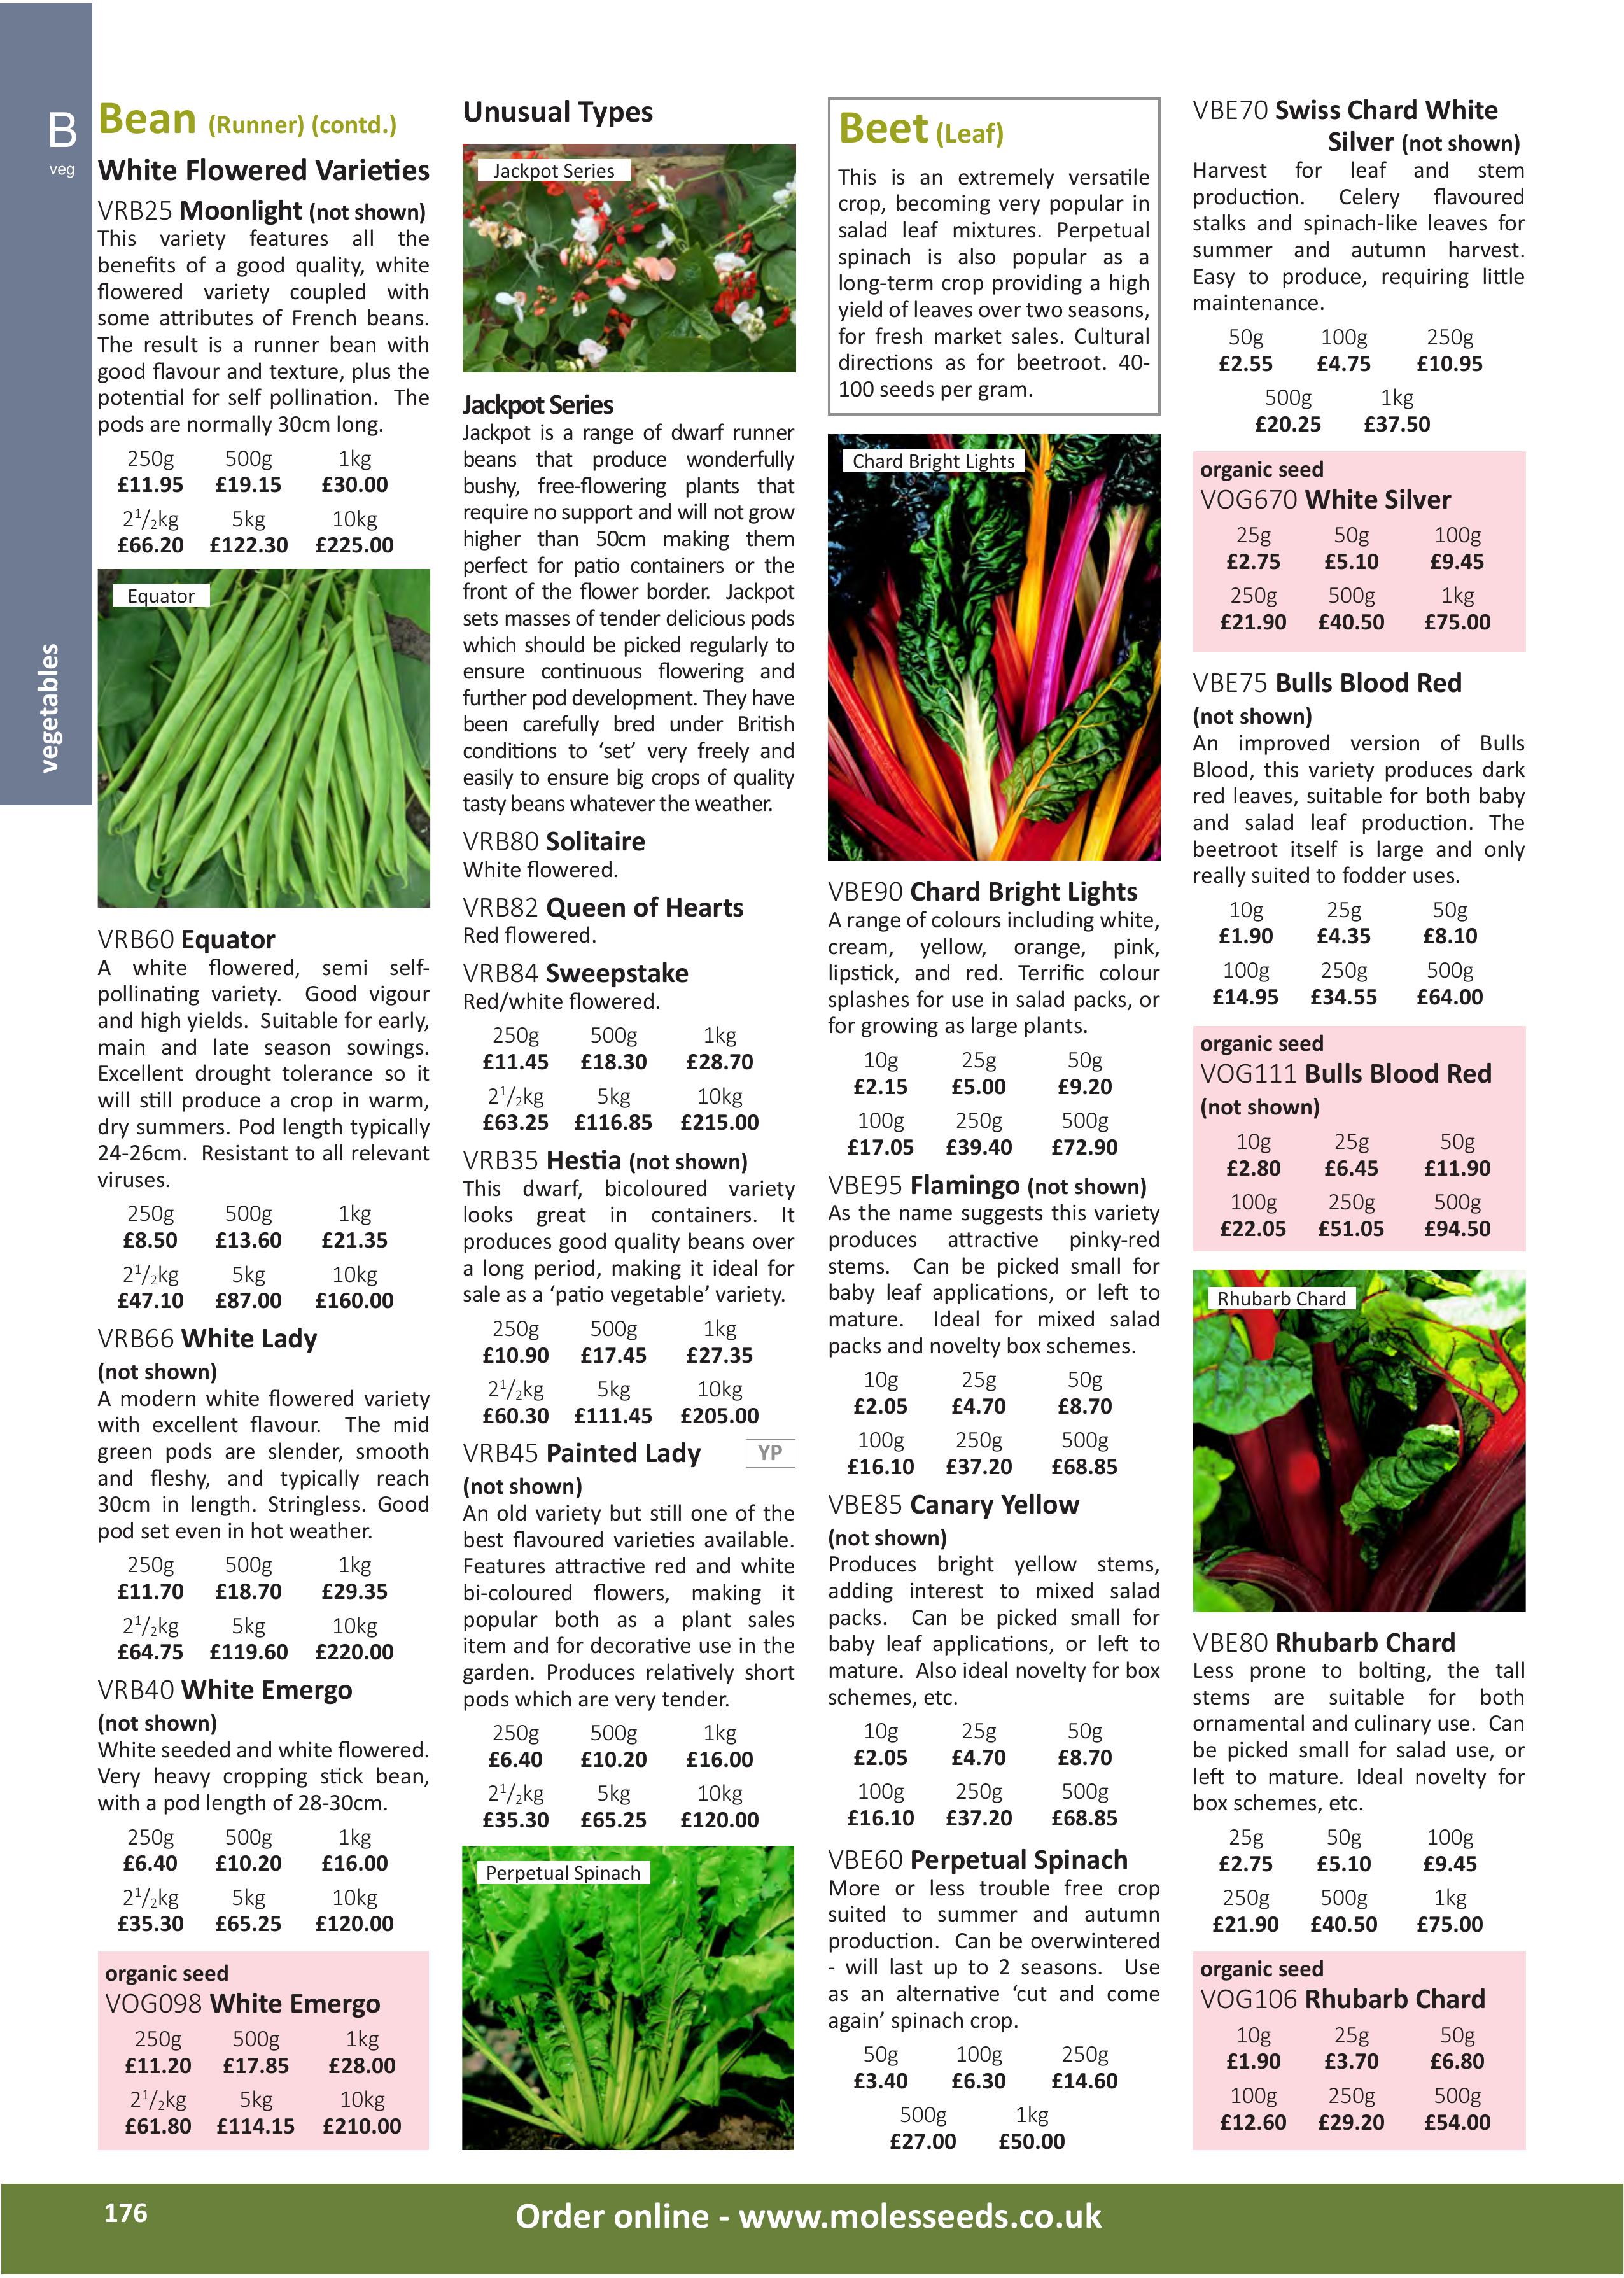 B
veg
vegetables
Bean (Runner) (contd.)
White Flowered Varieties
VRB25 Moonlight (not shown)
This variety features all the
benefits of a good quality, white
flowered variety coupled with
some attributes of French beans.
The result is a runner bean with
good flavour and texture, plus the
potential for self pollination. The
pods are normally 30cm long.
250g 500g 1kg
£11.95 £19.15 £30.00
2 1/2kg 5kg 10kg
£66.20 £122.30 £225.00
Equator
VRB60 Equator
A white flowered, semi self-
pollinating variety. Good vigour
and high yields. Suitable for early,
main and late season sowings.
Excellent drought tolerance so it
will still produce a crop in warm,
dry summers. Pod length typically
24-26cm. Resistant to all relevant
viruses.
250g 500g 1kg
£8.50 £13.60 £21.35
2 1/2kg 5kg 10kg
£47.10 £87.00 £160.00
VRB66 White Lady
(not shown)
A modern white flowered variety
with excellent flavour. The mid
green pods are slender, smooth
and fleshy, and typically reach
30cm in length. Stringless. Good
pod set even in hot weather.
250g 500g 1kg
£11.70 £18.70 £29.35
2 1/2kg 5kg 10kg
£64.75 £119.60 £220.00
VRB40 White Emergo
(not shown)
White seeded and white flowered.
Very heavy cropping stick bean,
with a pod length of 28-30cm.
250g 500g 1kg
£6.40 £10.20 £16.00
2 1/2kg 5kg 10kg
£35.30 £65.25 £120.00
organic seed
VOG098 White Emergo
250g 500g 1kg
£11.20 £17.85 £28.00
2 1/2kg 5kg 10kg
£61.80 £114.15 £210.00
Unusual Types
Jackpot Series
Jackpot Series
Jackpot is a range of dwarf runner
beans that produce wonderfully
bushy, free-flowering plants that
require no support and will not grow
higher than 50cm making them
perfect for patio containers or the
front of the flower border. Jackpot
sets masses of tender delicious pods
which should be picked regularly to
ensure continuous flowering and
further pod development. They have
been carefully bred under British
conditions to ‘set’ very freely and
easily to ensure big crops of quality
tasty beans whatever the weather.
VRB80 Solitaire
White flowered.
VRB82 Queen of Hearts
Red flowered.
VRB84 Sweepstake
Red/white flowered.
250g 500g 1kg
£11.45 £18.30 £28.70
2 1/2kg 5kg 10kg
£63.25 £116.85 £215.00
VRB35 Hestia (not shown)
This dwarf, bicoloured variety
looks great in containers. It
produces good quality beans over
a long period, making it ideal for
sale as a ‘patio vegetable’ variety.
250g 500g 1kg
£10.90 £17.45 £27.35
2 1/2kg 5kg 10kg
£60.30 £111.45 £205.00
VRB45 Painted Lady YP
(not shown)
An old variety but still one of the
best flavoured varieties available.
Features attractive red and white
bi-coloured flowers, making it
popular both as a plant sales
item and for decorative use in the
garden. Produces relatively short
pods which are very tender.
250g 500g 1kg
£6.40 £10.20 £16.00
2 1/2kg 5kg 10kg
£35.30 £65.25 £120.00
Perpetual Spinach
Beet (Leaf)
This is an extremely versatile
crop, becoming very popular in
salad leaf mixtures. Perpetual
spinach is also popular as a
long-term crop providing a high
yield of leaves over two seasons,
for fresh market sales. Cultural
directions as for beetroot. 40-
100 seeds per gram.
Chard Bright Lights
VBE90 Chard Bright Lights
A range of colours including white,
cream, yellow, orange, pink,
lipstick, and red. Terrific colour
splashes for use in salad packs, or
for growing as large plants.
10g 25g 50g
£2.15 £5.00 £9.20
100g 250g 500g
£17.05 £39.40 £72.90
VBE95 Flamingo (not shown)
As the name suggests this variety
produces attractive pinky-red
stems. Can be picked small for
baby leaf applications, or left to
mature. Ideal for mixed salad
packs and novelty box schemes.
10g 25g 50g
£2.05 £4.70 £8.70
100g 250g 500g
£16.10 £37.20 £68.85
VBE85 Canary Yellow
(not shown)
Produces bright yellow stems,
adding interest to mixed salad
packs. Can be picked small for
baby leaf applications, or left to
mature. Also ideal novelty for box
schemes, etc.
10g 25g 50g
£2.05 £4.70 £8.70
100g 250g 500g
£16.10 £37.20 £68.85
VBE60 Perpetual Spinach
More or less trouble free crop
suited to summer and autumn
production. Can be overwintered
- will last up to 2 seasons. Use
as an alternative ‘cut and come
again’ spinach crop.
50g 100g 250g
£3.40 £6.30 £14.60
500g 1kg
£27.00 £50.00
VBE70 Swiss Chard White
Silver (not shown)
Harvest for leaf and stem
production. Celery flavoured
stalks and spinach-like leaves for
summer and autumn harvest.
Easy to produce, requiring little
maintenance.
50g 100g 250g
£2.55 £4.75 £10.95
500g 1kg
£20.25 £37.50
organic seed
VOG670 White Silver
25g 50g 100g
£2.75 £5.10 £9.45
250g 500g 1kg
£21.90 £40.50 £75.00
VBE75 Bulls Blood Red
(not shown)
An improved version of Bulls
Blood, this variety produces dark
red leaves, suitable for both baby
and salad leaf production. The
beetroot itself is large and only
really suited to fodder uses.
10g 25g 50g
£1.90 £4.35 £8.10
100g 250g 500g
£14.95 £34.55 £64.00
organic seed
VOG111 Bulls Blood Red
(not shown)
10g 25g 50g
£2.80 £6.45 £11.90
100g 250g 500g
£22.05 £51.05 £94.50
Rhubarb Chard
VBE80 Rhubarb Chard
Less prone to bolting, the tall
stems are suitable for both
ornamental and culinary use. Can
be picked small for salad use, or
left to mature. Ideal novelty for
box schemes, etc.
25g 50g 100g
£2.75 £5.10 £9.45
250g 500g 1kg
£21.90 £40.50 £75.00
organic seed
VOG106 Rhubarb Chard
10g 25g 50g
£1.90 £3.70 £6.80
100g 250g 500g
£12.60 £29.20 £54.00
176
Order online - www.molesseeds.co.uk